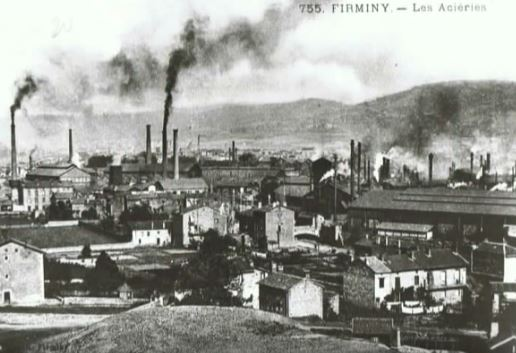 755. FIRMINY. — Les Aciéries